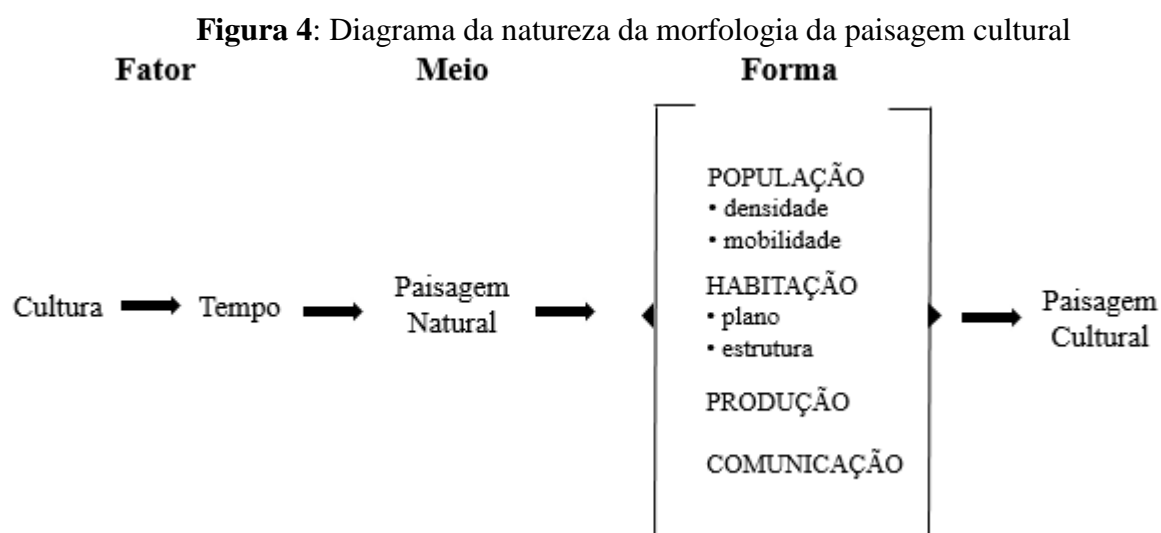 Figura 4: Diagrama da natureza da morfologia da paisagem cultural
Fator Meio Forma
POPULAÇÃO
• densidade
• mobilidade
Cultura Tempo Paisagem Natural
HABITAÇÃO
• plano
• estrutura
PRODUÇÃO
COMUNICAÇÃO
Paisagem
Cultural